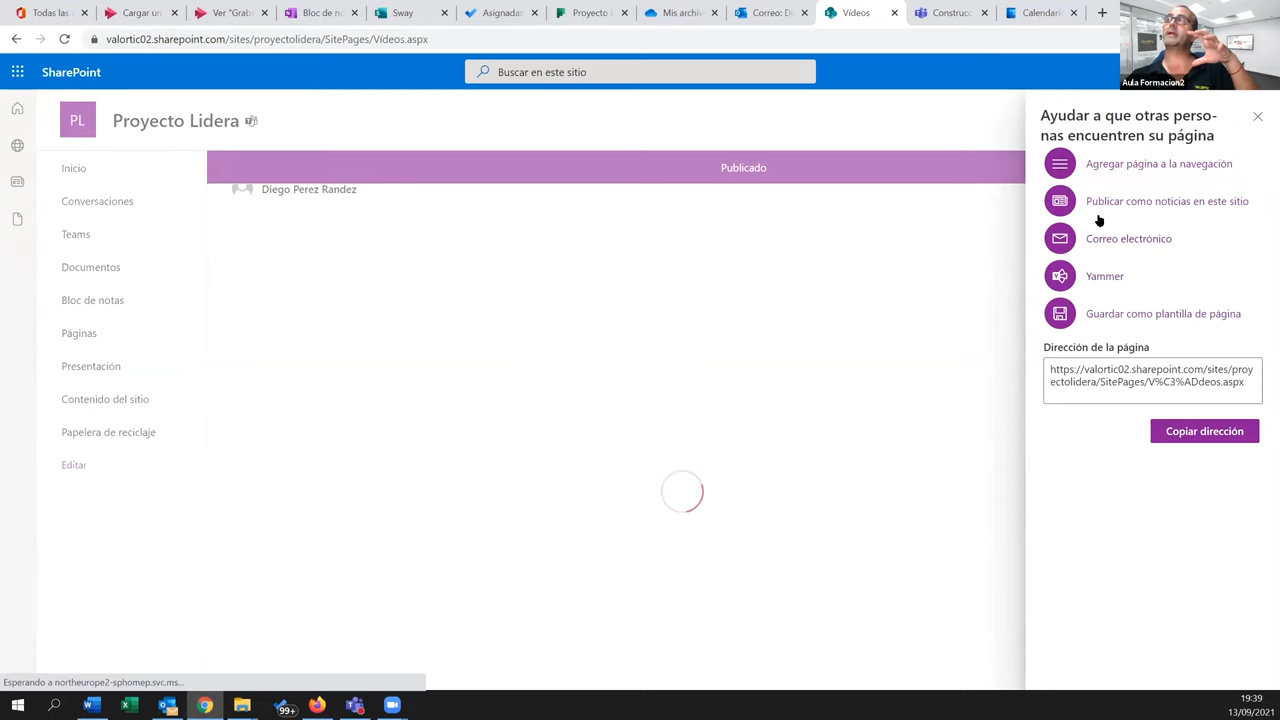 Todas las a
Cargar un v
Ver "Graba
Bloc de no
Sway
Asignadas
Proyecto L
Mis archiv
Correo: Di
Vídeos
Construcc
Calendario
valortic02.sharepoint.com/sites/proyectolidera/SitePages/Vídeos.aspx
SharePoint
Buscar en este sitio
Aula Formacion2
PL
Proyecto Lidera
Inicio
Conversaciones
Teams
Documentos
Bloc de notas
Páginas
Presentación
Contenido del sitio
Papelera de reciclaje
Editar
Publicado
Diego Perez Randez
Ayudar a que otras perso-
nas encuentren su página
Agregar página a la navegación
Publicar como noticias en este sitio
Correo electrónico
Yammer
Guardar como plantilla de página
Dirección de la página
https://valortic02.sharepoint.com/sites/proy
ectolidera/SitePages/V%C3%ADdeos.aspx
Copiar dirección
Esperando a northeurope2-sphomep.svc.ms...
99+
19:39
13/09/2021